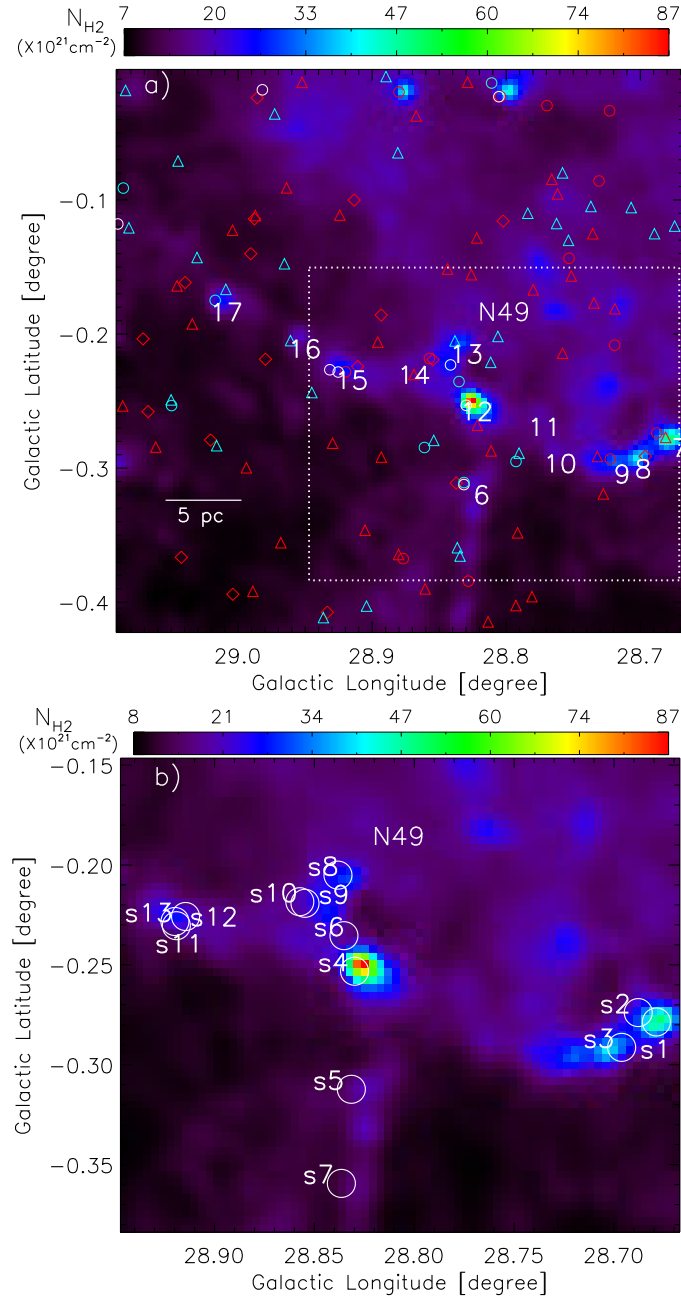 N_H2 7 20 33 47 60 74 87
(X10^21 cm^-2)
a)
−0.1
N49
17
−0.2
16
13
15
14
12
11
−0.3
10
9
8
7
6
5 pc
−0.4
29.0 28.9 28.8 28.7
Galactic Longitude [degree]
Galactic Latitude [degree]
N_H2 8 21 34 47 60 74 87
(X10^21 cm^-2)
b)
−0.15
N49
s8
−0.20
s10
s9
s13
s12
s6
s11
−0.25
s4
s2
s3
s1
−0.30
s5
−0.35
s7
28.90 28.85 28.80 28.75 28.70
Galactic Longitude [degree]
Galactic Latitude [degree]